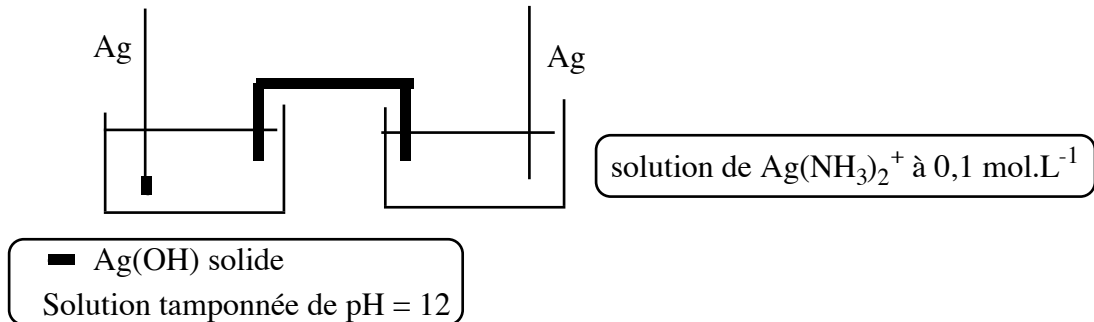 Ag
Ag
solution de Ag(NH₃)₂⁺ à 0,1 mol.L⁻¹
Ag(OH) solide
Solution tamponnée de pH = 12